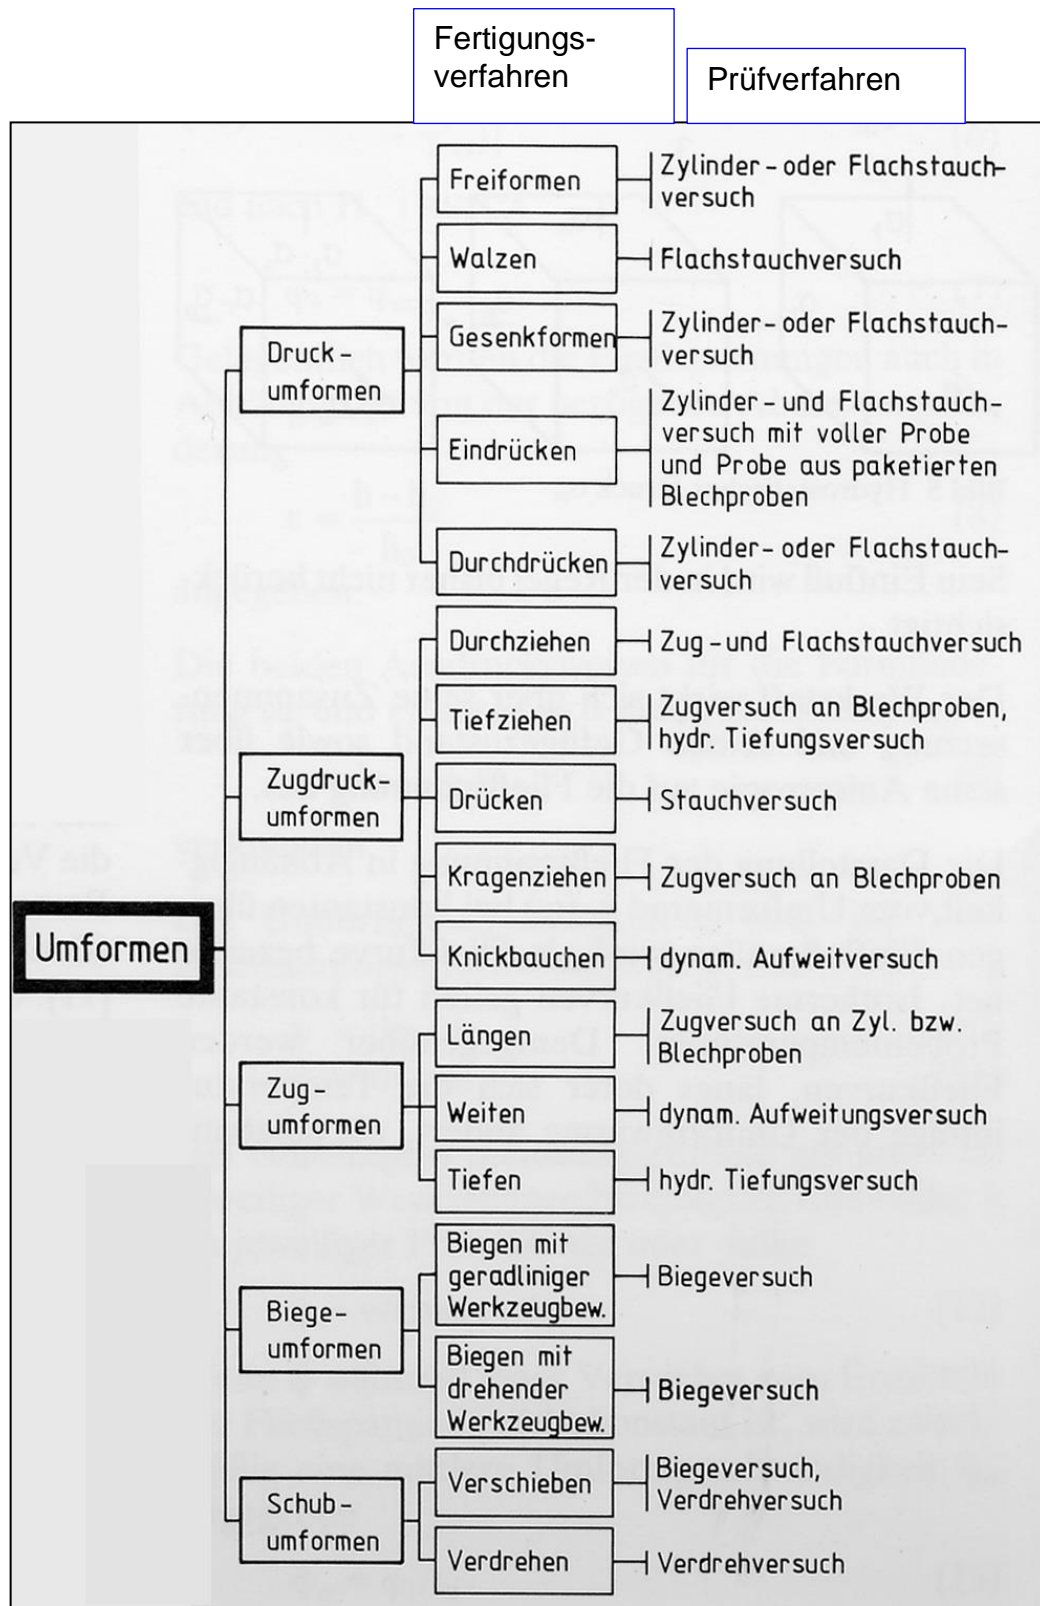 Fertigungs-
verfahren
Prüfverfahren
Umformen
Druck-
umformen
Freiformen
Zylinder- oder Flachstauch-
versuch
Walzen
Flachstauchversuch
Gesenkformen
Zylinder- oder Flachstauch-
versuch
Eindrücken
Zylinder- und Flachstauch-
versuch mit voller Probe
und Probe aus paketierten
Blechproben
Durchdrücken
Zylinder- oder Flachstauch-
versuch
Zugdruck-
umformen
Durchziehen
Zug- und Flachstauchversuch
Tiefziehen
Zugversuch an Blechproben,
hydr. Tiefungsversuch
Drücken
Stauchversuch
Kragenziehen
Zugversuch an Blechproben
Knickbauchen
dynam. Aufweitversuch
Zug-
umformen
Längen
Zugversuch an Zyl. bzw.
Blechproben
Weiten
dynam. Aufweitungsversuch
Tiefen
hydr. Tiefungsversuch
Biege-
umformen
Biegen mit
geradliniger
Werkzeugbew.
Biegeversuch
Biegen mit
drehender
Werkzeugbew.
Biegeversuch
Schub-
umformen
Verschieben
Biegeversuch,
Verdrehversuch
Verdrehen
Verdrehversuch